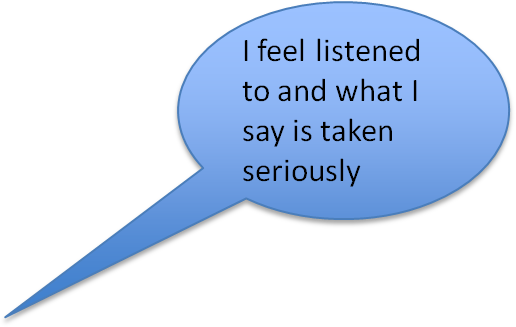 I feel listened
to and what I
say is taken
seriously